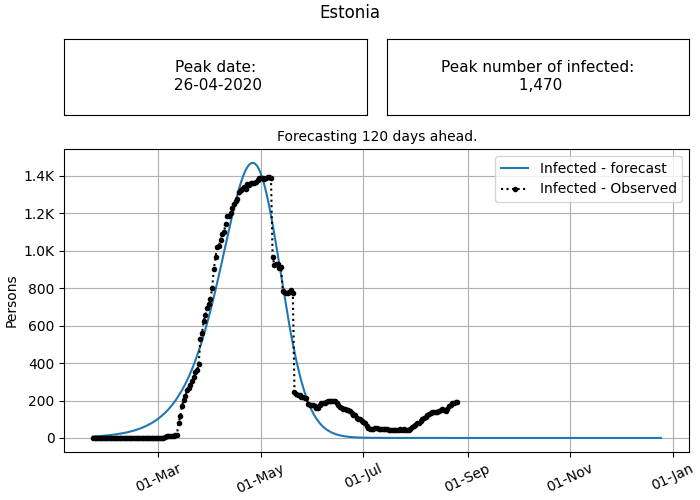 Estonia
Peak date:
26-04-2020
Peak number of infected:
1,470
Forecasting 120 days ahead.
Infected - forecast
Infected - Observed
1.4K
1.2K
1.0K
800
600
400
200
0
Persons
01-Mar
01-May
01-Jul
01-Sep
01-Nov
01-Jan